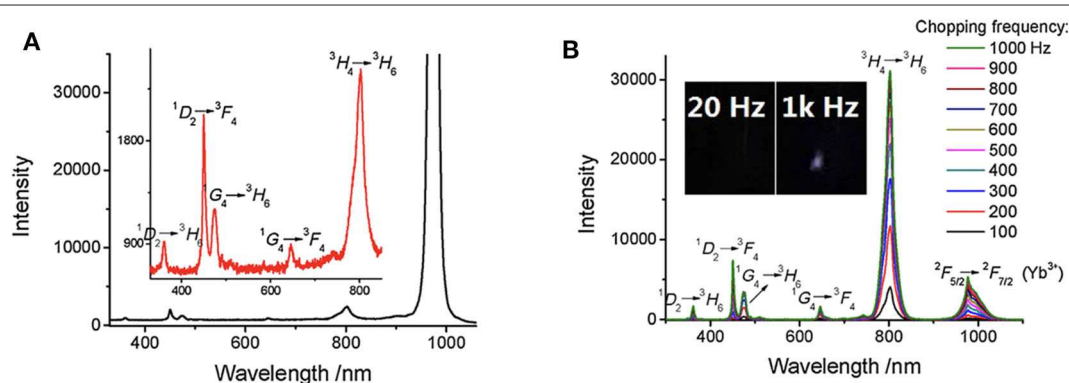 A
Intensity
30000
20000
10000
0
400
600
800
1000
Wavelength /nm
1800
900
400
600
800
¹D₂→³H₆
¹D₂→³F₄
¹G₄→³H₆
¹G₄→³F₄
³H₄→³H₆
B
Intensity
30000
20000
10000
0
400
600
800
1000
Wavelength /nm
20 Hz
1k Hz
¹D₂→³H₆
¹D₂→³F₄
¹G₄→³H₆
¹G₄→³F₄
³H₄→³H₆
²F₅/₂→²F₇/₂ (Yb³⁺)
Chopping frequency:
1000 Hz
900
800
700
600
500
400
300
200
100